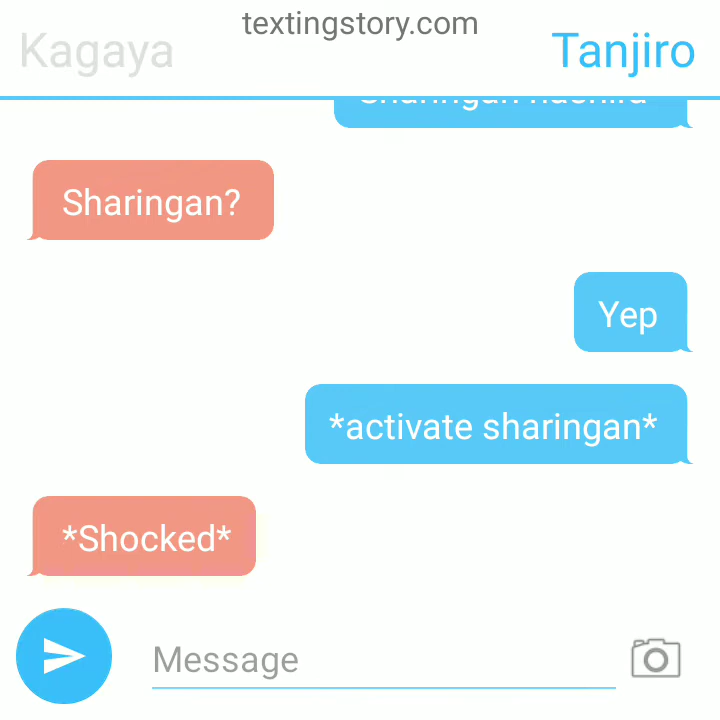 textingstory.com
Kagaya
Tanjiro
Sharingan?
Yep
*activate sharingan*
*Shocked*
Message